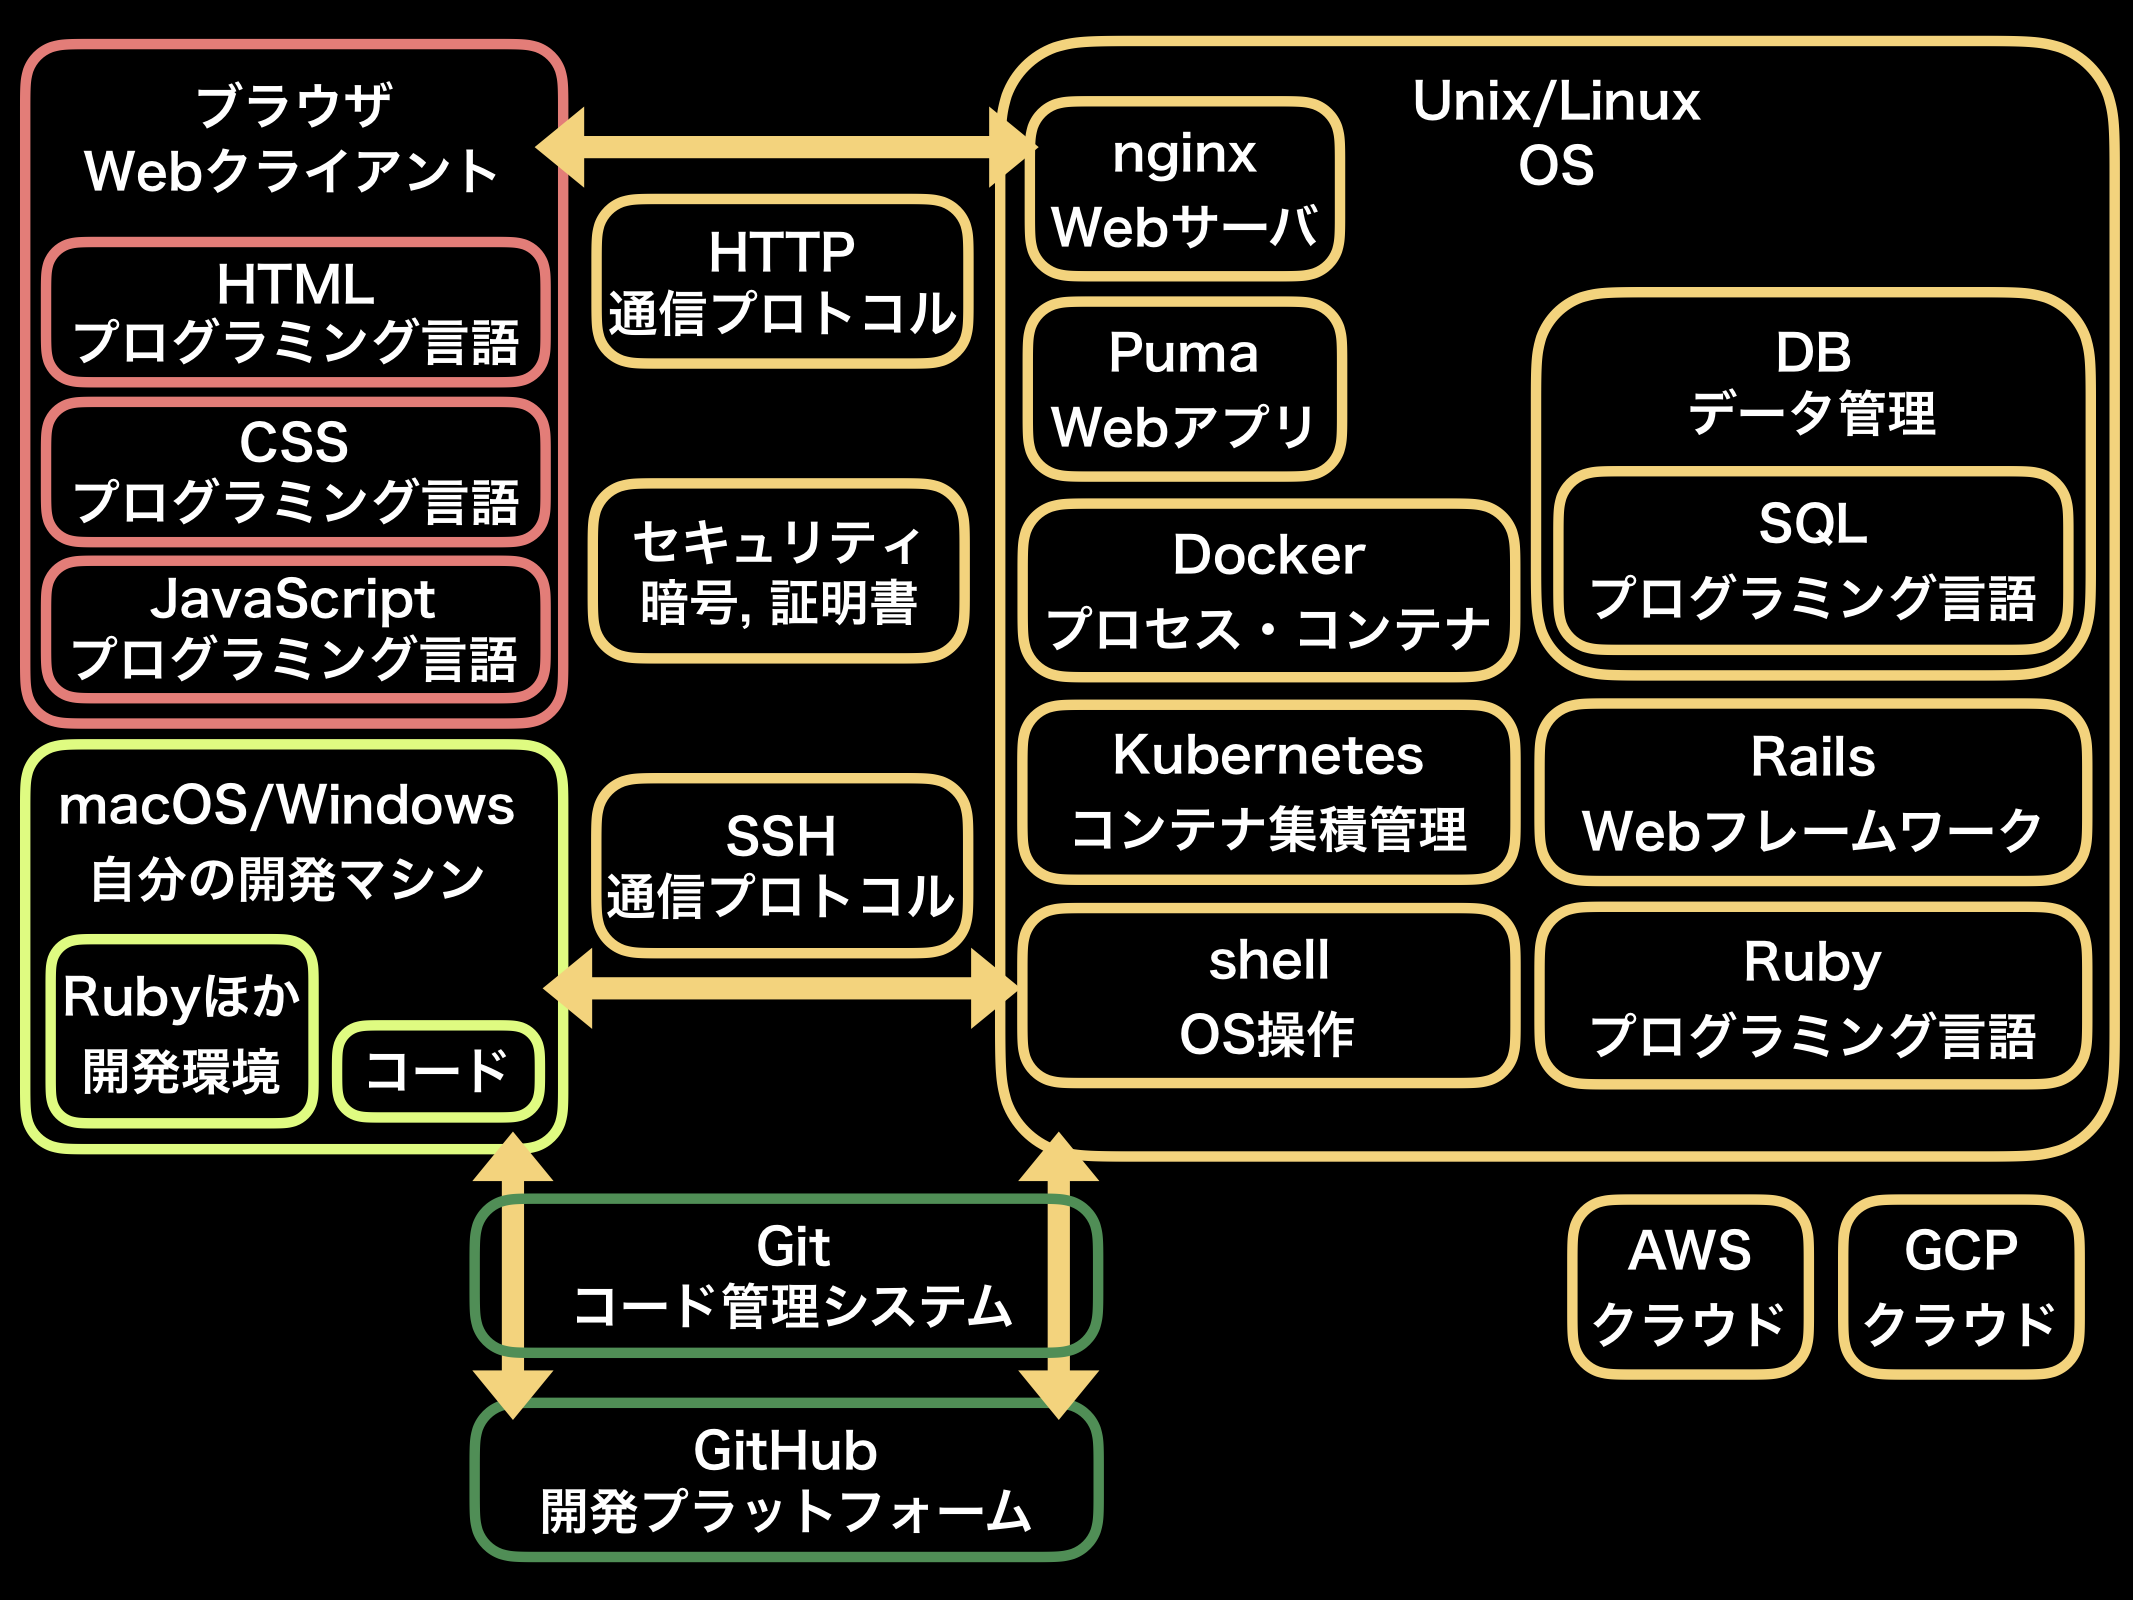 ブラウザ
Webクライアント
HTML
プログラミング言語
CSS
プログラミング言語
JavaScript
プログラミング言語
macOS/Windows
自分の開発マシン
Rubyほか
開発環境
コード
HTTP
通信プロトコル
セキュリティ
暗号, 証明書
SSH
通信プロトコル
Unix/Linux
OS
nginx
Webサーバ
Puma
Webアプリ
Docker
プロセス・コンテナ
Kubernetes
コンテナ集積管理
shell
OS操作
DB
データ管理
SQL
プログラミング言語
Rails
Webフレームワーク
Ruby
プログラミング言語
Git
コード管理システム
GitHub
開発プラットフォーム
AWS
クラウド
GCP
クラウド